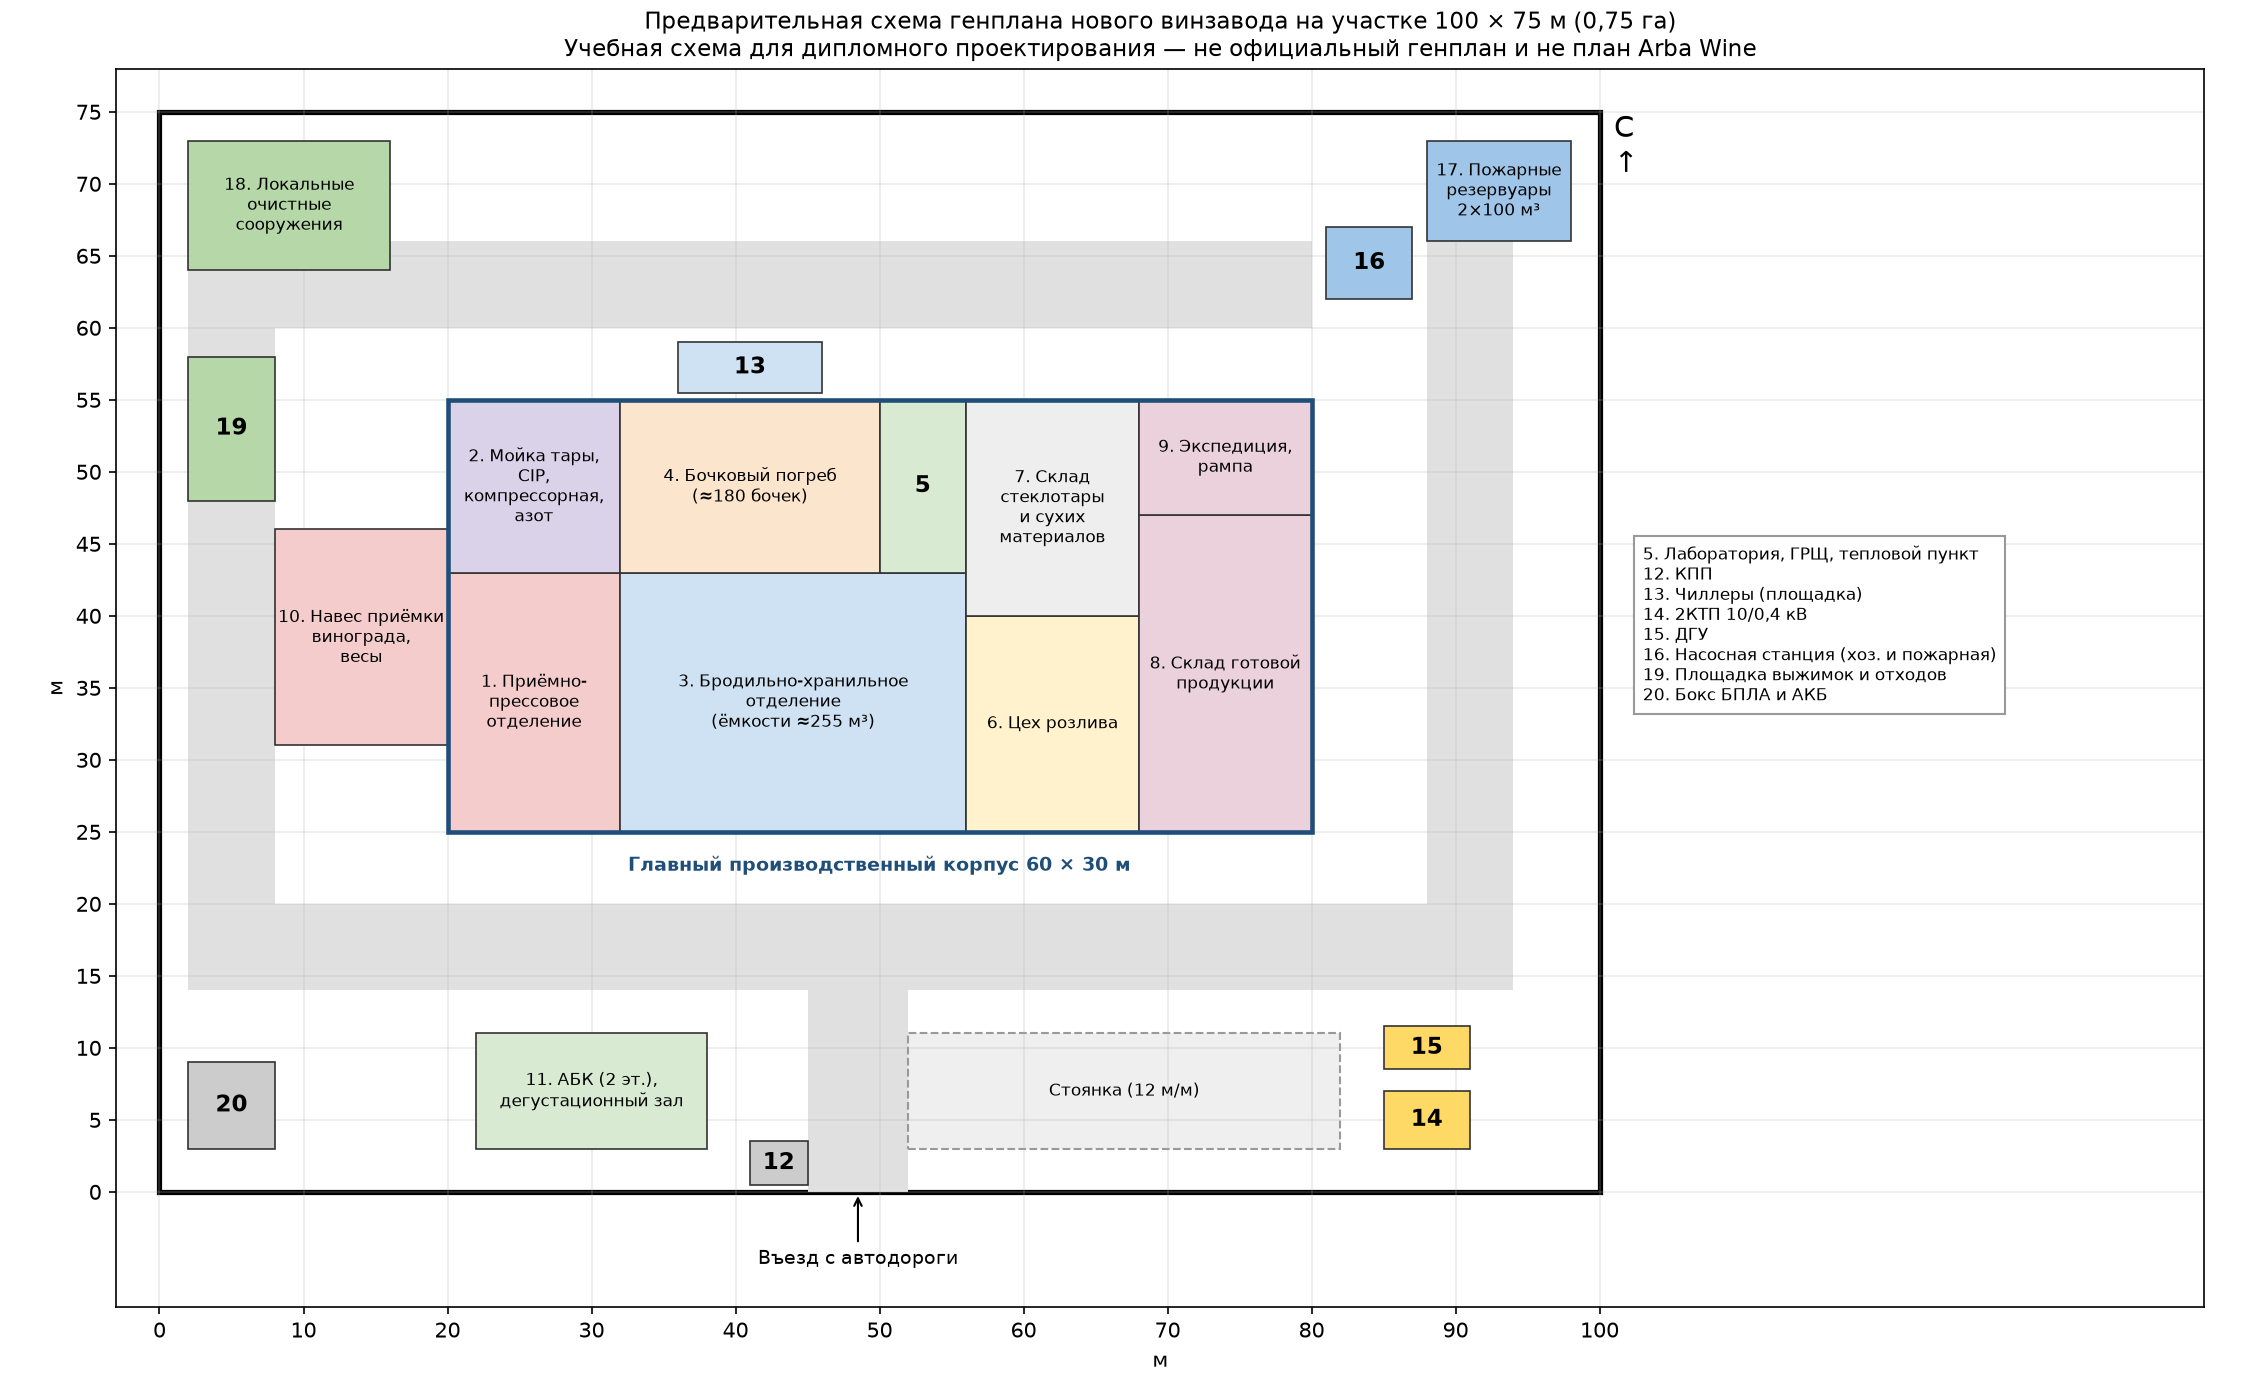 Предварительная схема генплана нового винзавода на участке 100 × 75 м (0,75 га)
Учебная схема для дипломного проектирования — не официальный генплан и не план Arba Wine
75
70
65
60
55
50
45
40
35
30
25
20
15
10
5
0
м
С
↑
18. Локальные
очистные
сооружения
17. Пожарные
резервуары
2×100 м³
16
13
19
2. Мойка тары,
CIP,
компрессорная,
азот
4. Бочковый погреб
(≈180 бочек)
5
7. Склад
стеклотары
и сухих
материалов
9. Экспедиция,
рампа
10. Навес приёмки
винограда,
весы
1. Приёмно-
прессовое
отделение
3. Бродильно-хранильное
отделение
(ёмкости ≈255 м³)
6. Цех розлива
8. Склад готовой
продукции
5. Лаборатория, ГРЩ, тепловой пункт
12. КПП
13. Чиллеры (площадка)
14. 2КТП 10/0,4 кВ
15. ДГУ
16. Насосная станция (хоз. и пожарная)
19. Площадка выжимок и отходов
20. Бокс БПЛА и АКБ
Главный производственный корпус 60 × 30 м
20
11. АБК (2 эт.),
дегустационный зал
12
Стоянка (12 м/м)
15
14
Въезд с автодороги
0
10
20
30
40
50
60
70
80
90
100
м